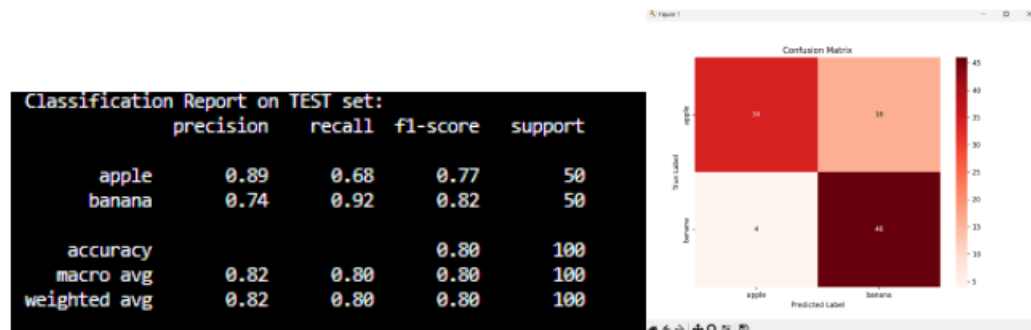 Classification Report on TEST set:
precision recall f1-score support
apple 0.89 0.68 0.77 50
banana 0.74 0.92 0.82 50
accuracy 0.80 100
macro avg 0.82 0.80 0.80 100
weighted avg 0.82 0.80 0.80 100
Figure 1
Confusion Matrix
apple
34
16
banana
4
46
True Label
apple
banana
Predicted Label
45
40
35
30
25
20
15
10
5